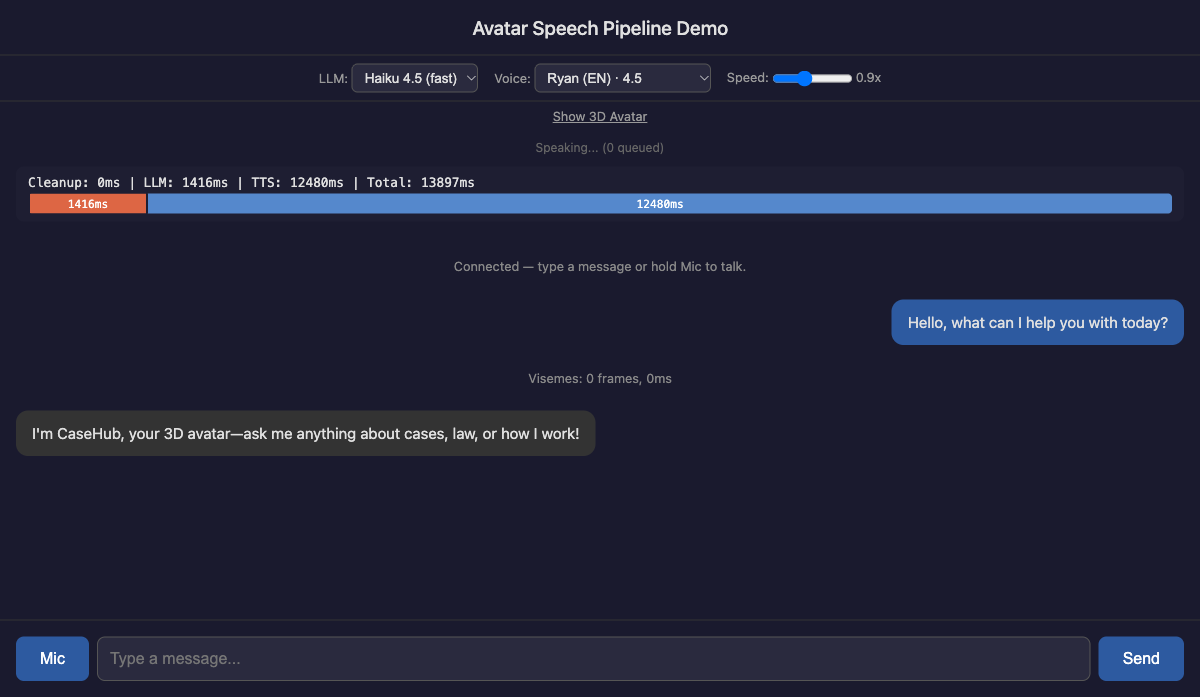 Avatar Speech Pipeline Demo
LLM: Haiku 4.5 (fast) Voice: Ryan (EN) · 4.5 Speed: 0.9x
Show 3D Avatar
Speaking... (0 queued)
Cleanup: 0ms | LLM: 1416ms | TTS: 12480ms | Total: 13897ms
1416ms 12480ms
Connected — type a message or hold Mic to talk.
Hello, what can I help you with today?
Visemes: 0 frames, 0ms
I'm CaseHub, your 3D avatar—ask me anything about cases, law, or how I work!
Mic Type a message... Send